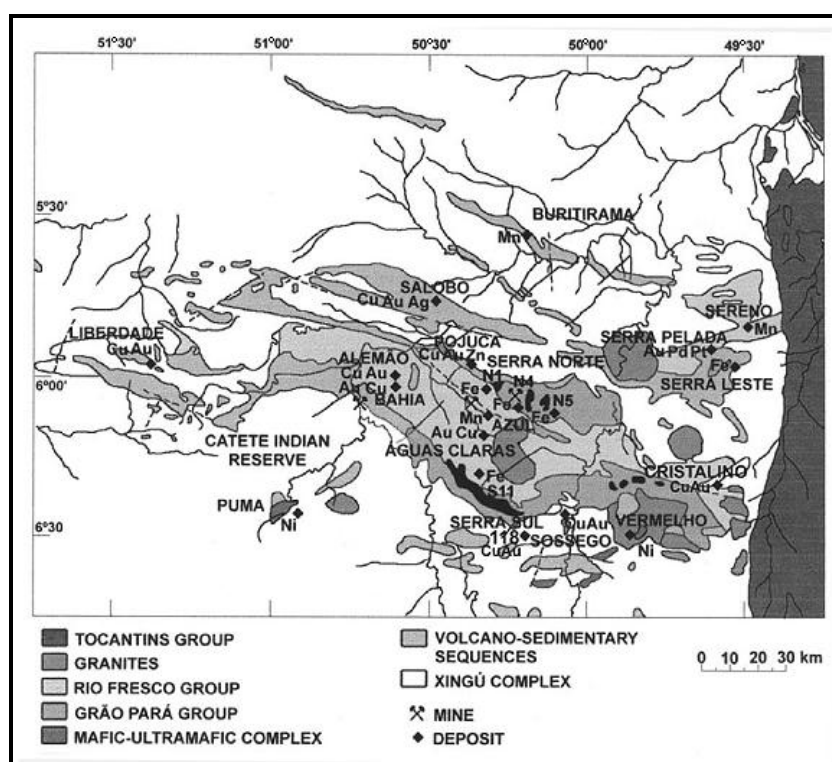 51°30' 51°00' 50°30' 50°00' 49°30'
5°30'
6°00'
6°30'
BURITIRAMA
Mn
SALOBO
Cu Au Ag
SERENO
Mn
LIBERDADE
Cu Au
POJUCA
Cu Au Zn
SERRA PELADA
Au Pd Pt
ALEMÃO
Cu Au
SERRA NORTE
N1
N4
Fe
SERRA LESTE
Au Cu
BAHIA
Fe
Fe
N5
Fe
Mn
AZUL
Au Cu
ÁGUAS CLARAS
CATETE INDIAN
RESERVE
CRISTALINO
Cu Au
Fe
S11
PUMA
Ni
SERRA SUL
118
Cu Au
Cu Au
SOSSEGO
VERMELHO
Ni
TOCANTINS GROUP
GRANITES
RIO FRESCO GROUP
GRÃO PARÁ GROUP
MAFIC-ULTRAMAFIC COMPLEX
VOLCANO-SEDIMENTARY
SEQUENCES
XINGÚ COMPLEX
MINE
DEPOSIT
0 10 20 30 km